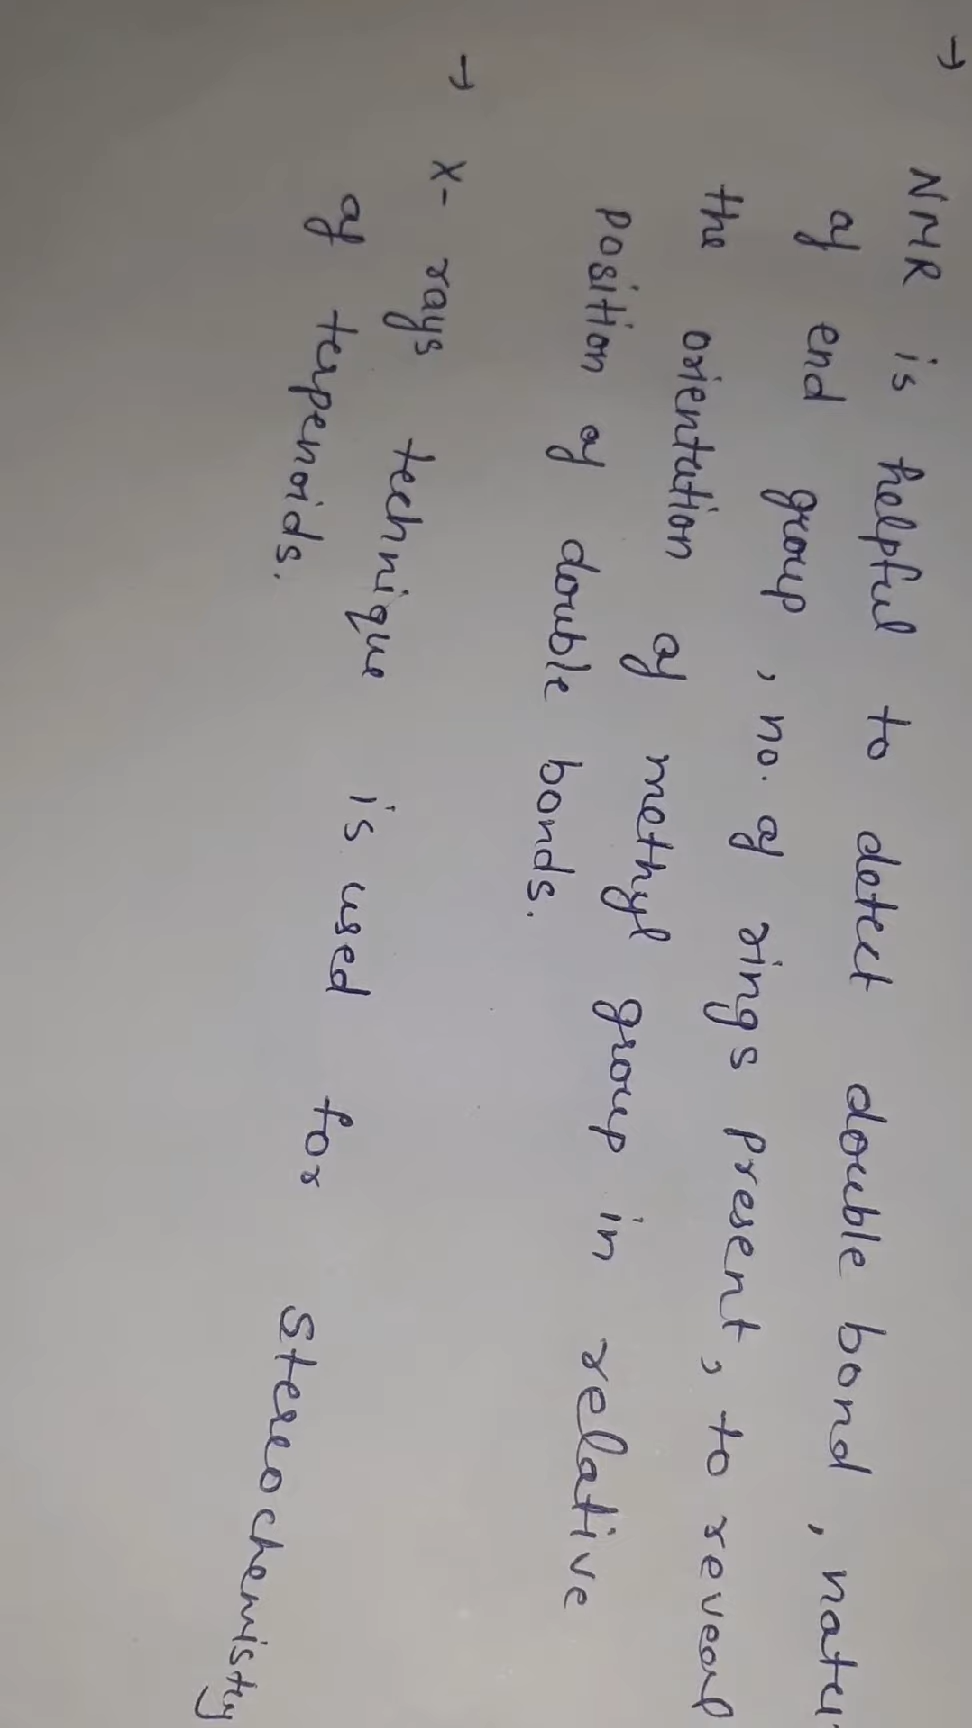 → NMR is helpful to detect double bond, natu
of end group, no. of rings present, to reveal
the orientation of methyl group in relative
position of double bonds.
→ X-rays technique is used for stereochemisty
of terpenoids.